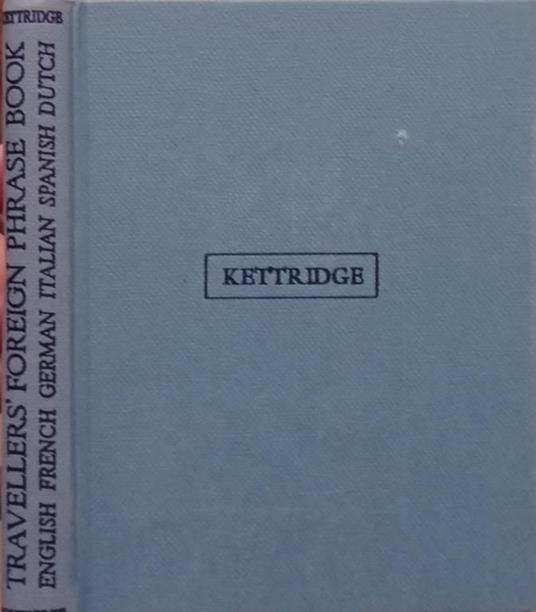 KETTRIDGE
TRAVELLERS' FOREIGN PHRASE BOOK
ENGLISH FRENCH GERMAN ITALIAN SPANISH DUTCH
KETTRIDGE